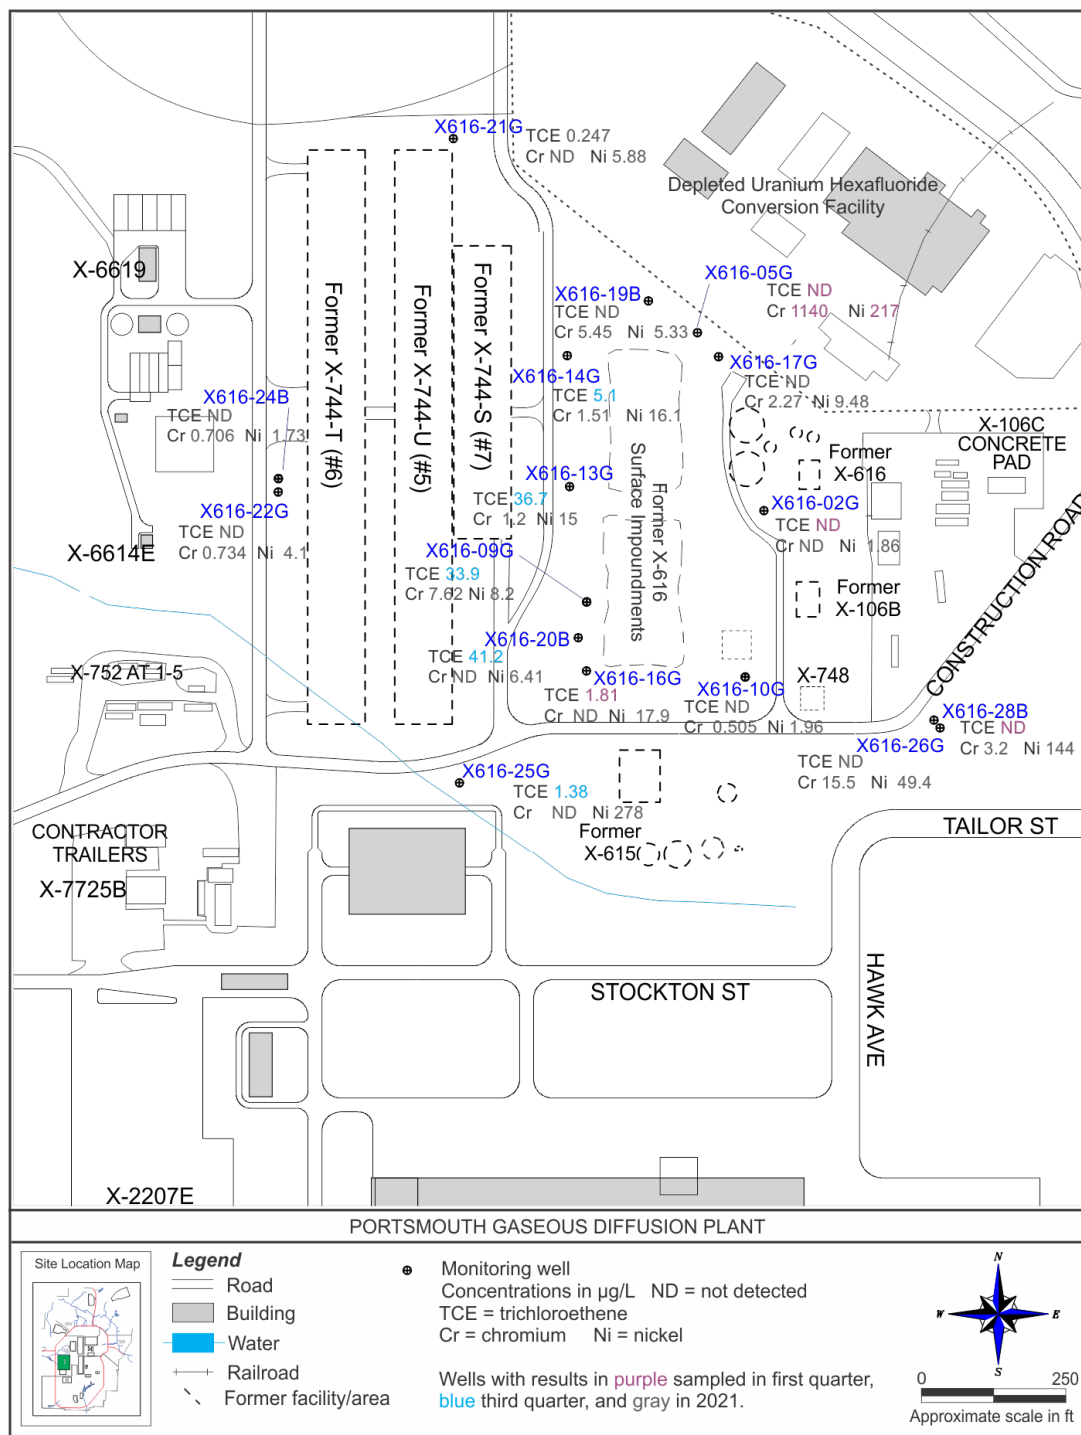 X616-21G
TCE 0.247
Cr ND Ni 5.88
Depleted Uranium Hexafluoride
Conversion Facility
X-6619
X616-05G
TCE ND
Cr 1140 Ni 217
X616-19B
TCE ND
Cr 5.45 Ni 5.33
Former X-744-T (#6)
Former X-744-U (#5)
Former X-744-S (#7)
X616-17G
TCE ND
Cr 2.27 Ni 9.48
X616-14G
TCE 5.1
Cr 1.51 Ni 16.1
X616-24B
TCE ND
Cr 0.706 Ni 1.73
X-106C
CONCRETE
PAD
Former
X-616
X616-13G
TCE 36.7
Cr 1.2 Ni 15
Former X-616
Surface Impoundments
X616-22G
TCE ND
Cr 0.734 Ni 4.1
X616-02G
TCE ND
Cr ND Ni 1.86
X-6614E
X616-09G
TCE 33.9
Cr 7.62 Ni 8.2
Former
X-106B
CONSTRUCTION ROAD
X616-20B
TCE 41.2
Cr ND Ni 6.41
X-752 AT 1-5
X616-16G
TCE 1.81
Cr ND Ni 17.9
X616-10G
TCE ND
Cr 0.505 Ni 1.96
X-748
X616-28B
TCE ND
Cr 3.2 Ni 144
X616-26G
TCE ND
Cr 15.5 Ni 49.4
X616-25G
TCE 1.38
Cr ND Ni 278
Former
X-615
CONTRACTOR
TRAILERS
X-7725B
TAILOR ST
HAWK AVE
STOCKTON ST
X-2207E
PORTSMOUTH GASEOUS DIFFUSION PLANT
Site Location Map
Legend
Road
Building
Water
Railroad
Former facility/area
Monitoring well
Concentrations in µg/L ND = not detected
TCE = trichloroethene
Cr = chromium Ni = nickel
Wells with results in purple sampled in first quarter,
blue third quarter, and gray in 2021.
N
W E
S
0 250
Approximate scale in ft